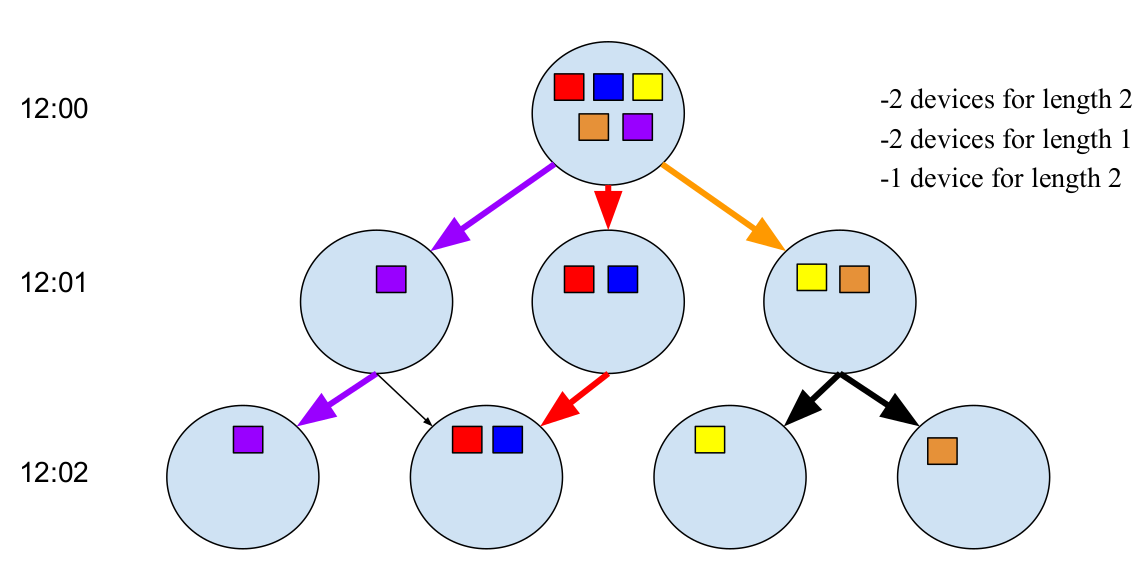 12:00
-2 devices for length 2
-2 devices for length 1
-1 device for length 2
12:01
12:02